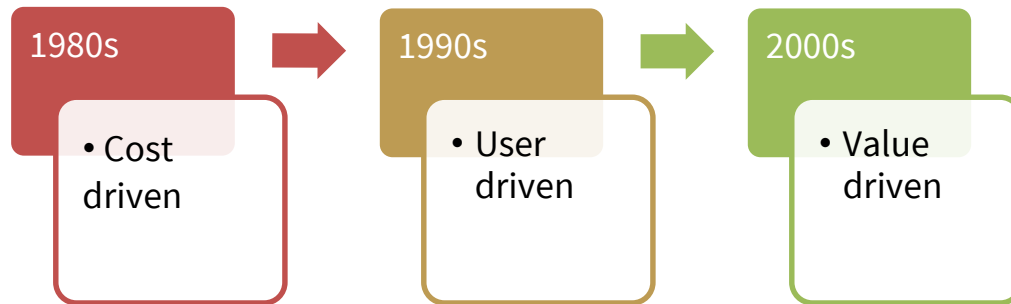 1980s
• Cost
driven
1990s
• User
driven
2000s
• Value
driven